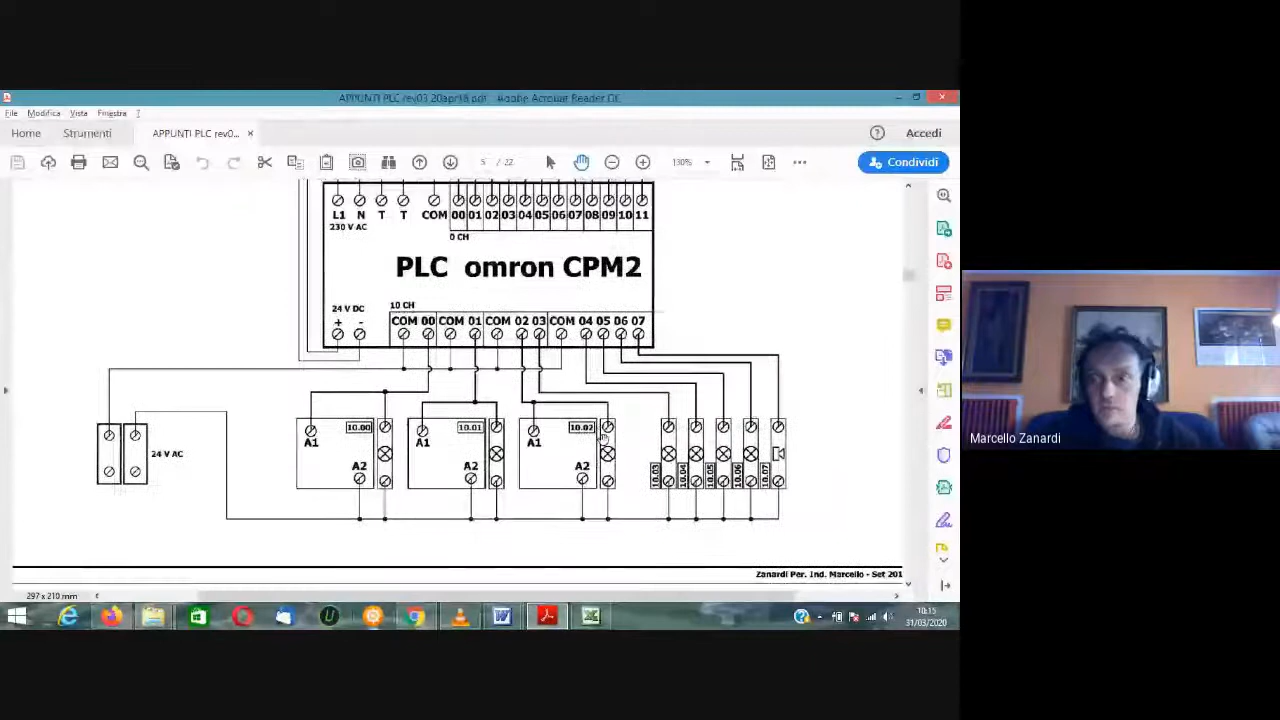 APPUNTI PLC rev03 20apr18.pdf - Adobe Acrobat Reader DC
File Modifica Vista Finestra ?
Home Strumenti APPUNTI PLC rev0... × Accedi
5 / 22 130% Condividi
L1 N T T COM 00 01 02 03 04 05 06 07 08 09 10 11
230 V AC
0 CH
PLC omron CPM2
24 V DC 10 CH
+ - COM 00 COM 01 COM 02 03 COM 04 05 06 07
10.00 10.01 10.02
A1 A1 A1
24 V AC
A2 A2 A2
10.03 10.04 10.05 10.06 10.07
Marcello Zanardi
Zanardi Per. Ind. Marcello - Set 201
297 x 210 mm
10:15
31/03/2020